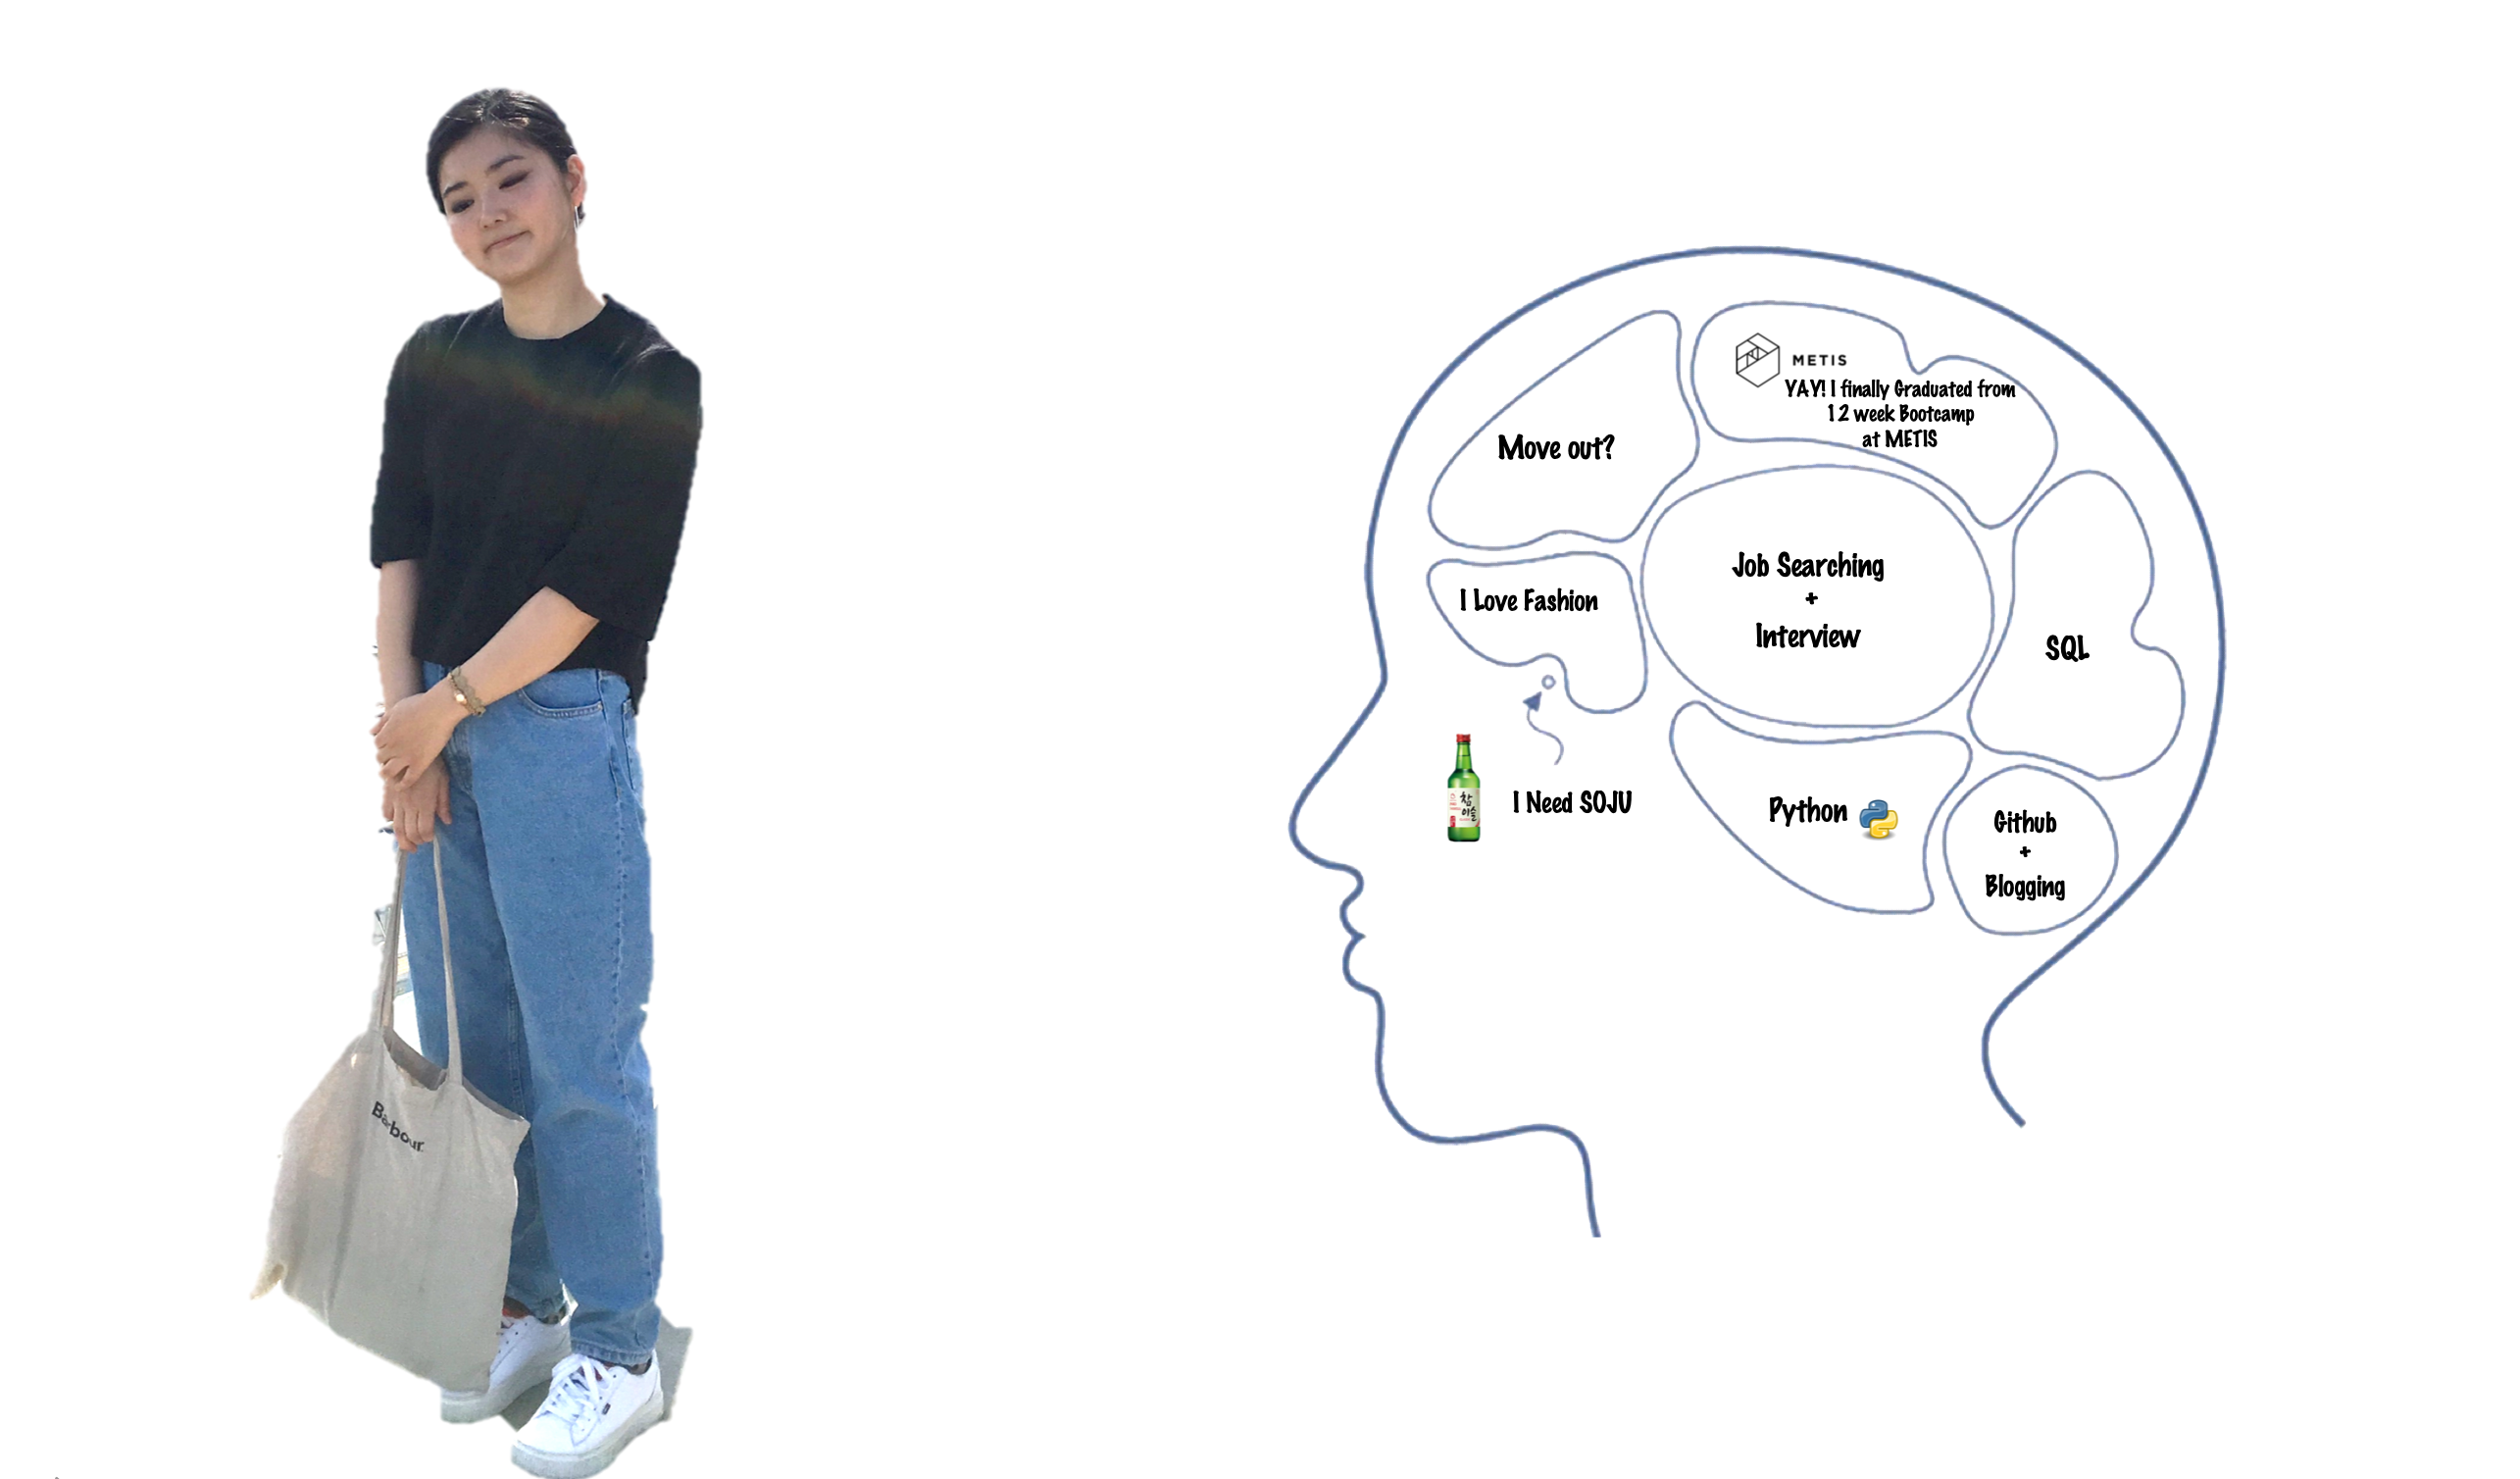 METIS
YAY! I finally Graduated from
12 week Bootcamp
at METIS
Move out?
Job Searching
+
Interview
I Love Fashion
SQL
참
이슬
I Need SOJU
Python
Github
+
Blogging
Barbour